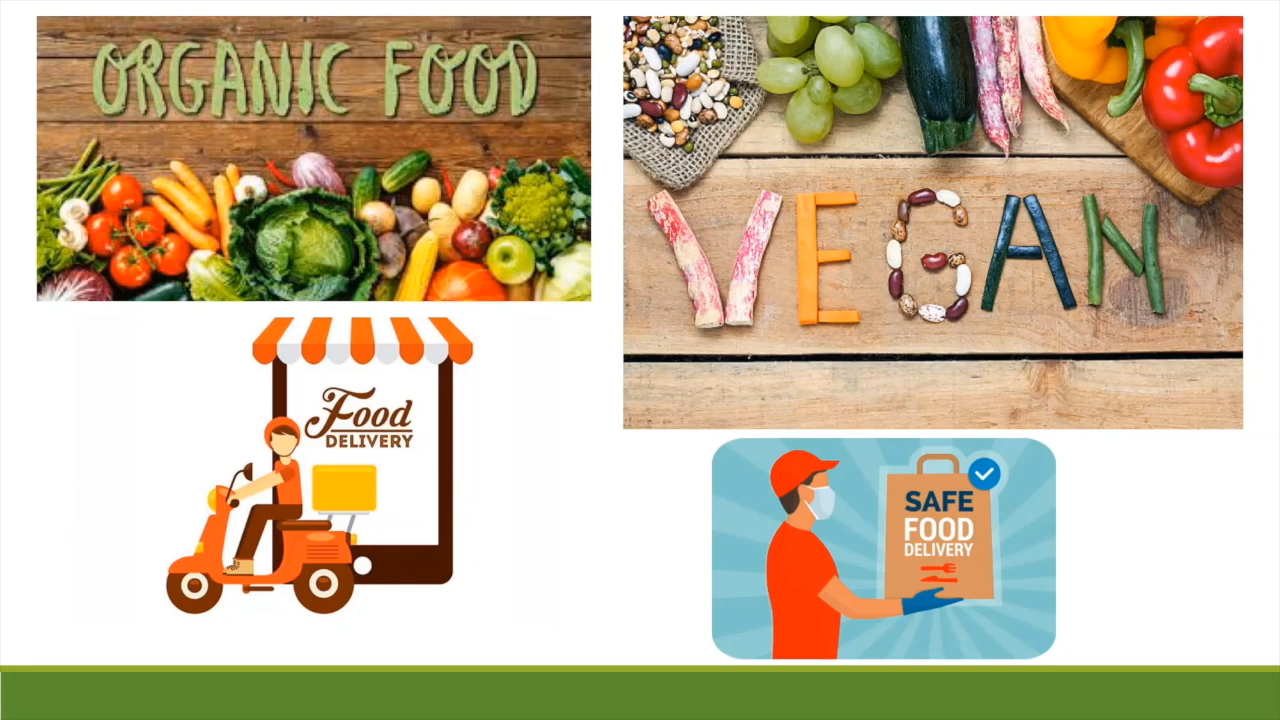 ORGANIC FOOD
VEGAN
Food
DELIVERY
SAFE
FOOD
DELIVERY